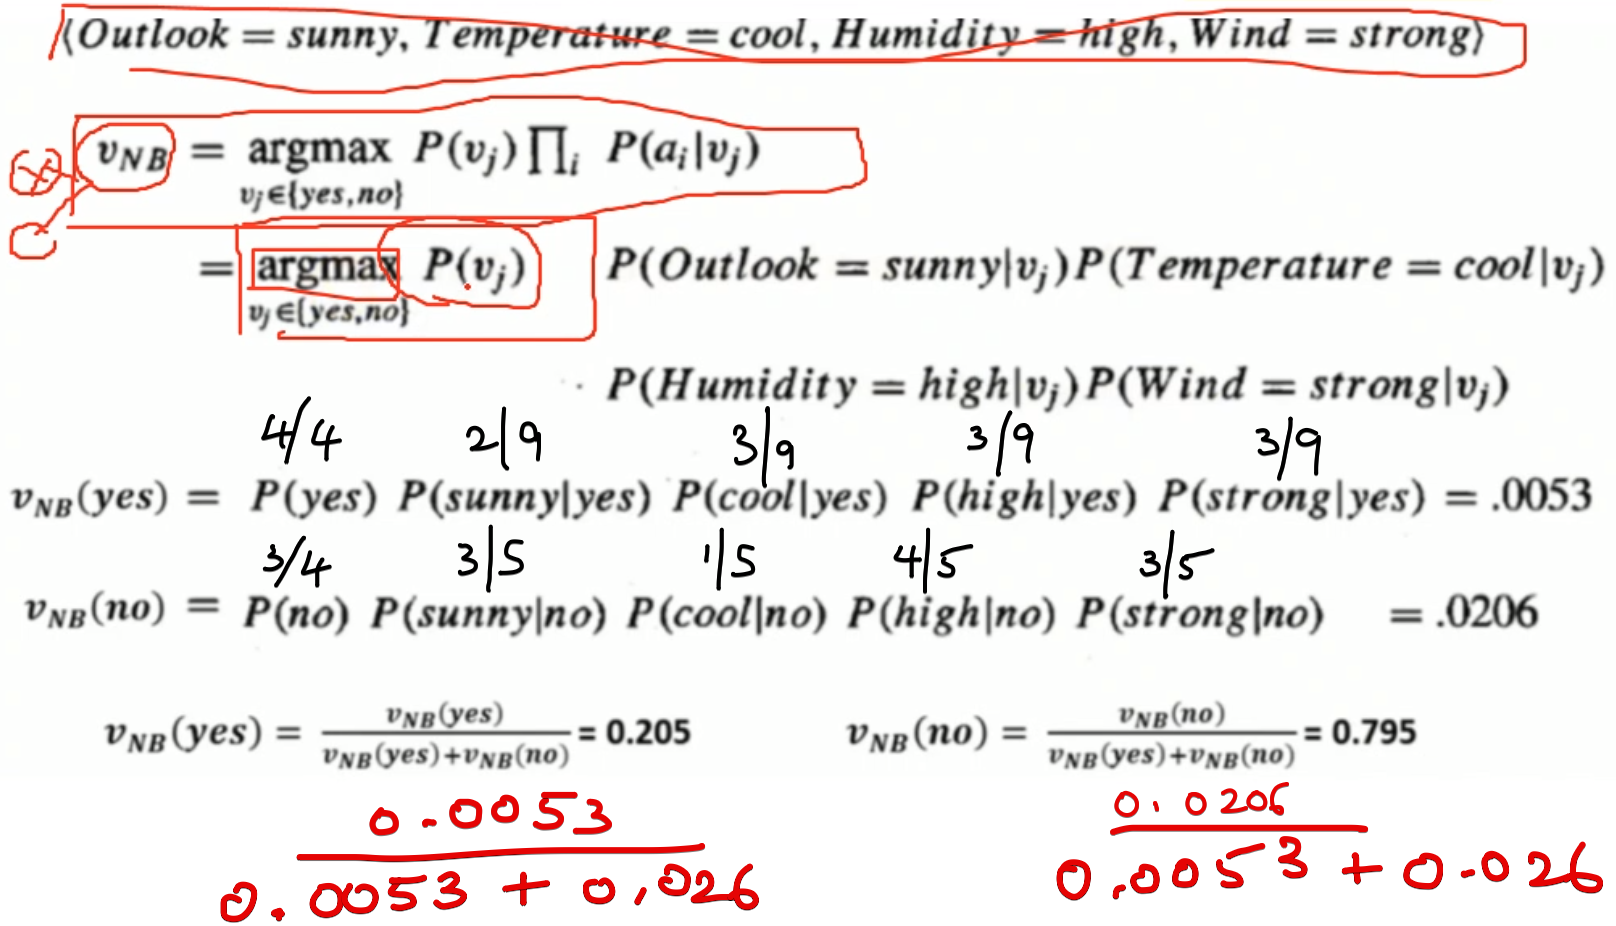 ⟨Outlook = sunny, Temperature = cool, Humidity = high, Wind = strong⟩
v_NB = argmax P(v_j) ∏_i P(a_i|v_j)
v_j∈{yes,no}
= argmax P(v_j) P(Outlook = sunny|v_j)P(Temperature = cool|v_j)
v_j∈{yes,no}
· P(Humidity = high|v_j)P(Wind = strong|v_j)
4/4 2|9 3|9 3/9 3/9
v_NB(yes) = P(yes) P(sunny|yes) P(cool|yes) P(high|yes) P(strong|yes) = .0053
3/4 3|5 1|5 4|5 3/5
v_NB(no) = P(no) P(sunny|no) P(cool|no) P(high|no) P(strong|no) = .0206
v_NB(yes) = v_NB(yes) / v_NB(yes)+v_NB(no) = 0.205 v_NB(no) = v_NB(no) / v_NB(yes)+v_NB(no) = 0.795
0.0053 0.0206
0.0053 + 0.026 0.0053 + 0.026